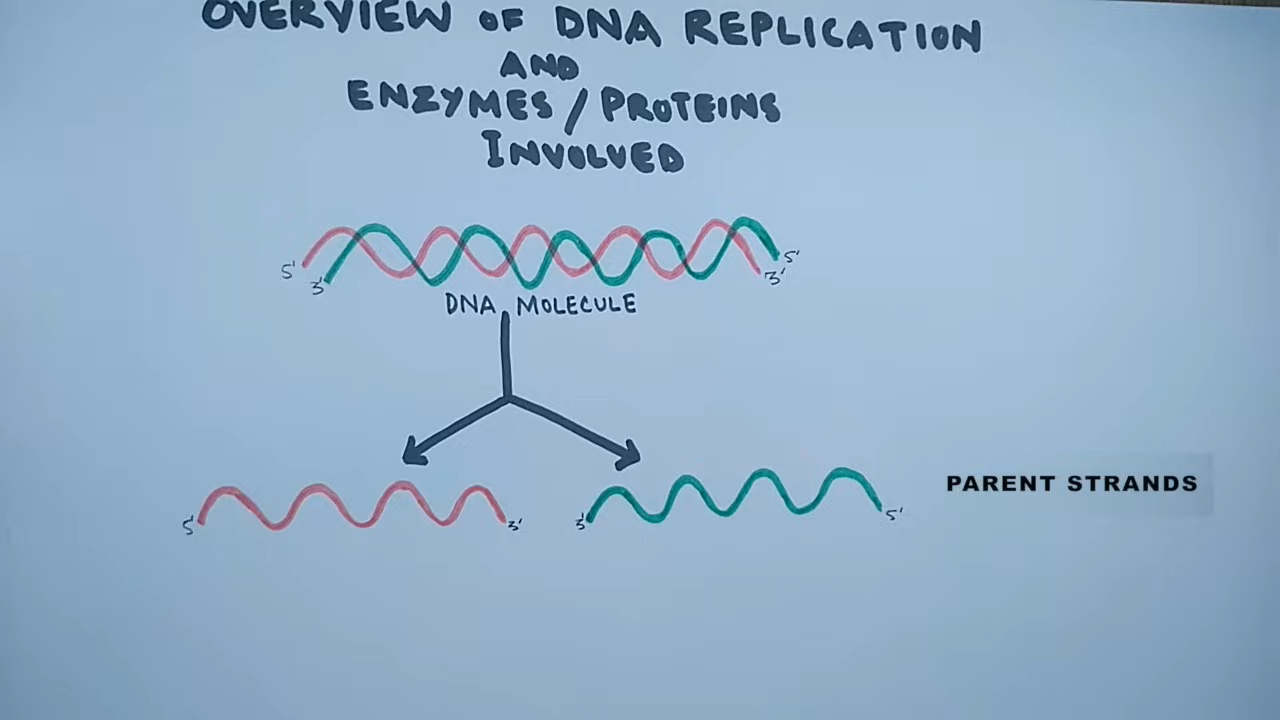 OVERVIEW OF DNA REPLICATION
AND
ENZYMES / PROTEINS
INVOLVED
5' 5'
3' 3'
DNA MOLECULE
PARENT STRANDS
5' 3' 3' 5'